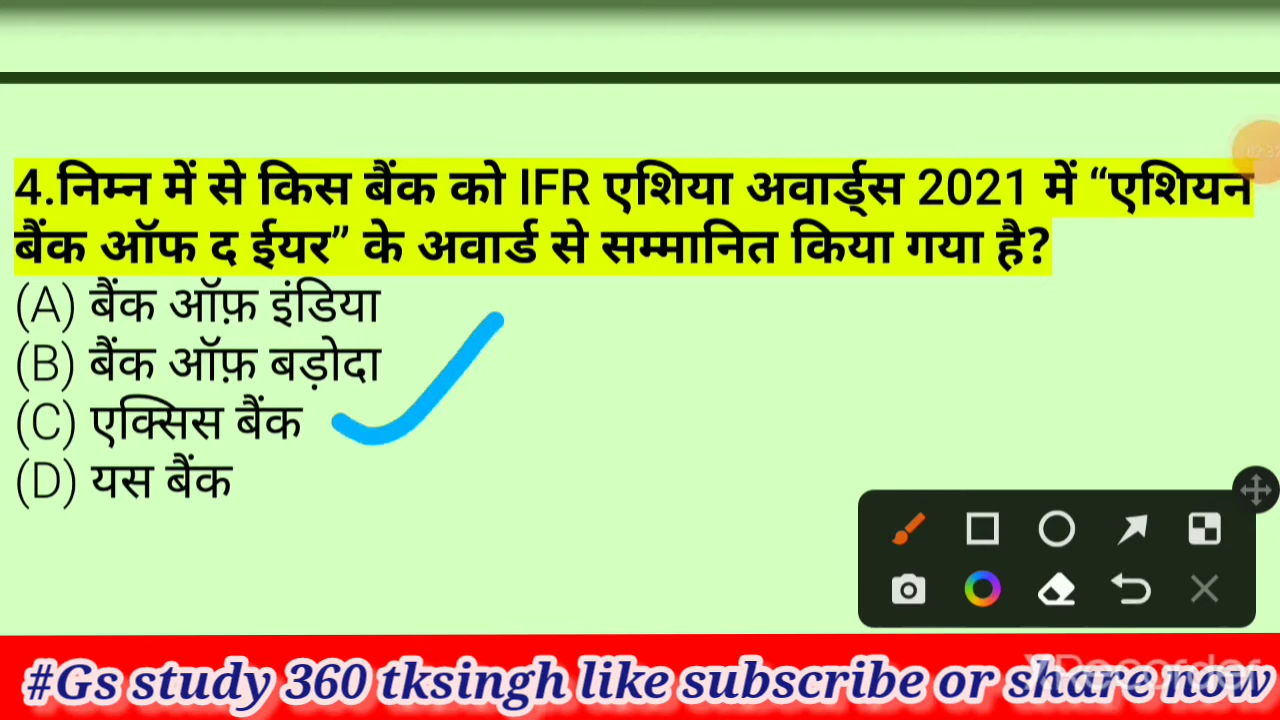 4.निम्न में से किस बैंक को IFR एशिया अवार्ड्स 2021 में “एशियन
बैंक ऑफ द ईयर” के अवार्ड से सम्मानित किया गया है?
(A) बैंक ऑफ़ इंडिया
(B) बैंक ऑफ़ बड़ोदा
(C) एक्सिस बैंक
(D) यस बैंक
#Gs study 360 tksingh like subscribe or share now
XRecorder